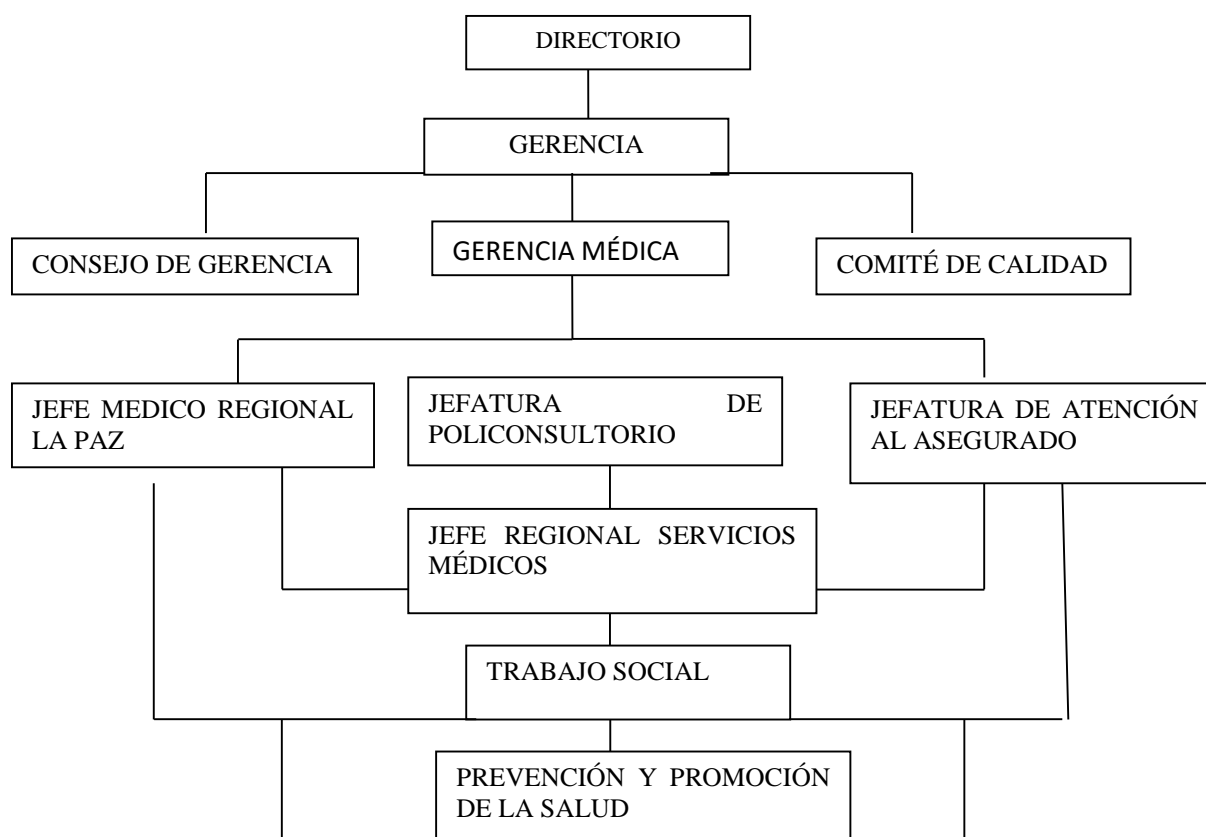 DIRECTORIO
GERENCIA
CONSEJO DE GERENCIA
GERENCIA MÉDICA
COMITÉ DE CALIDAD
JEFE MEDICO REGIONAL
LA PAZ
JEFATURA DE
POLICONSULTORIO
JEFATURA DE ATENCIÓN
AL ASEGURADO
JEFE REGIONAL SERVICIOS
MÉDICOS
TRABAJO SOCIAL
PREVENCIÓN Y PROMOCIÓN
DE LA SALUD